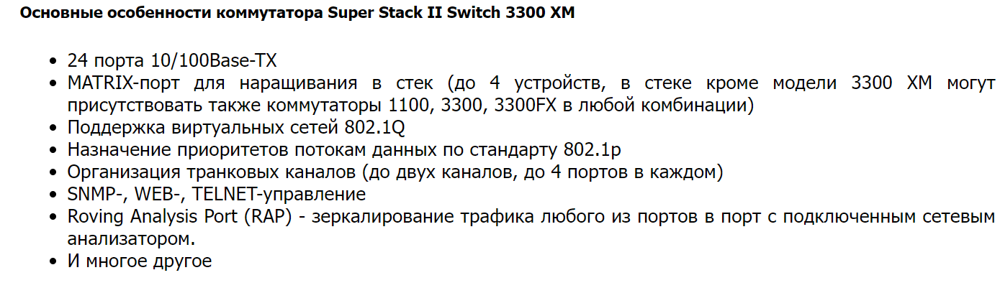 Основные особенности коммутатора Super Stack II Switch 3300 XM
• 24 порта 10/100Base-TX
• MATRIX-порт для наращивания в стек (до 4 устройств, в стеке кроме модели 3300 XM могут
присутствовать также коммутаторы 1100, 3300, 3300FX в любой комбинации)
• Поддержка виртуальных сетей 802.1Q
• Назначение приоритетов потокам данных по стандарту 802.1p
• Организация транковых каналов (до двух каналов, до 4 портов в каждом)
• SNMP-, WEB-, TELNET-управление
• Roving Analysis Port (RAP) - зеркалирование трафика любого из портов в порт с подключенным сетевым
анализатором.
• И многое другое